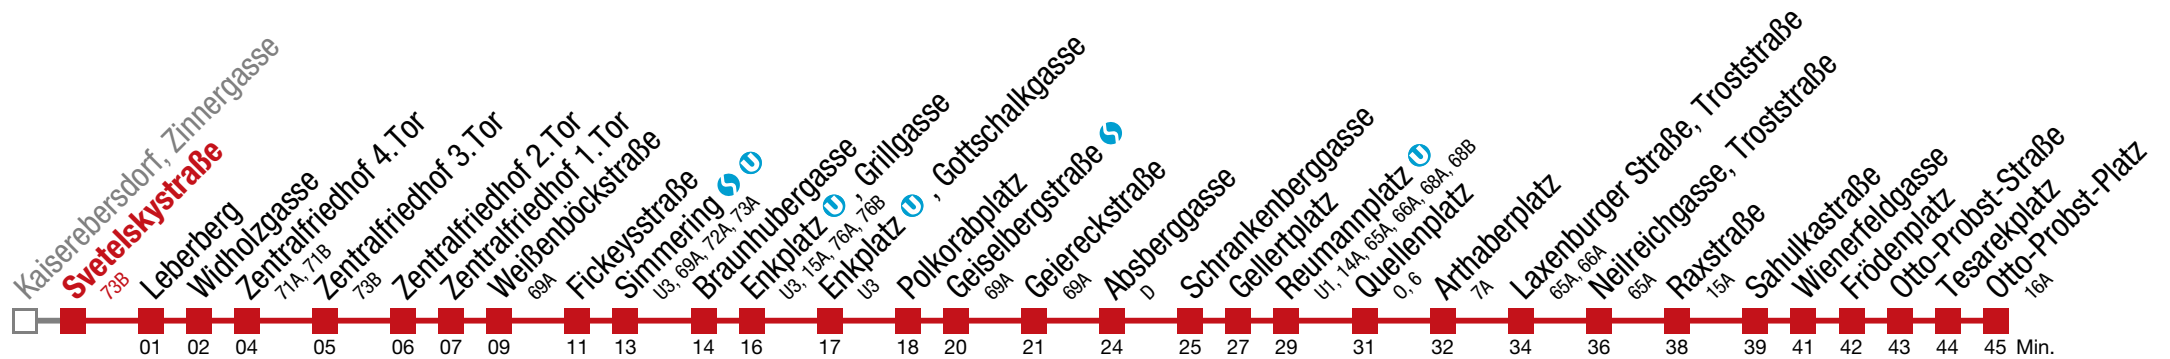 Kaiserebersdorf, Zinnergasse
Svetelskystraße
73B
Leberberg
Widholzgasse
Zentralfriedhof 4. Tor
71A, 71B
Zentralfriedhof 3. Tor
73B
Zentralfriedhof 2. Tor
Zentralfriedhof 1. Tor
Weißenböckstraße
69A
Fickeysstraße
Simmering
U3, 69A, 72A, 73A
Braunhubergasse
Enkplatz U, Grillgasse
U3, 15A, 76A, 76B
Enkplatz U, Gottschalkgasse
U3
Polkorabplatz
Geiselbergstraße
69A
Geiereckstraße
69A
Absberggasse
D
Schrankenberggasse
Gellertplatz
Reumannplatz U
U1, 14A, 65A, 66A, 68A, 68B
Quellenplatz
O, 6
Arthaberplatz
7A
Laxenburger Straße, Troststraße
65A, 66A
Neilreichgasse, Troststraße
65A
Raxstraße
15A
Sahulkastraße
Wienerfeldgasse
Frödenplatz
Otto-Probst-Straße
Tesarekplatz
Otto-Probst-Platz
16A
01 02 04 05 06 07 09 11 13 14 16 17 18 20 21 24 25 27 29 31 32 34 36 38 39 41 42 43 44 45 Min.